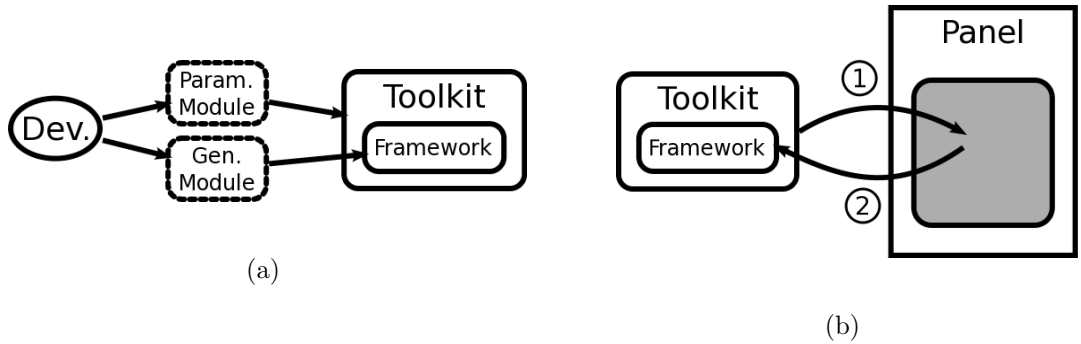 Dev.
Param.
Module
Gen.
Module
Toolkit
Framework
(a)
Toolkit
Framework
1
2
Panel
(b)